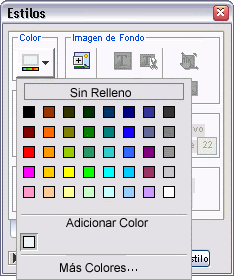 Estilos
Color
Imagen de Fondo
Sin Relleno
vo
22
Adicionar Color
Más Colores...
stilo